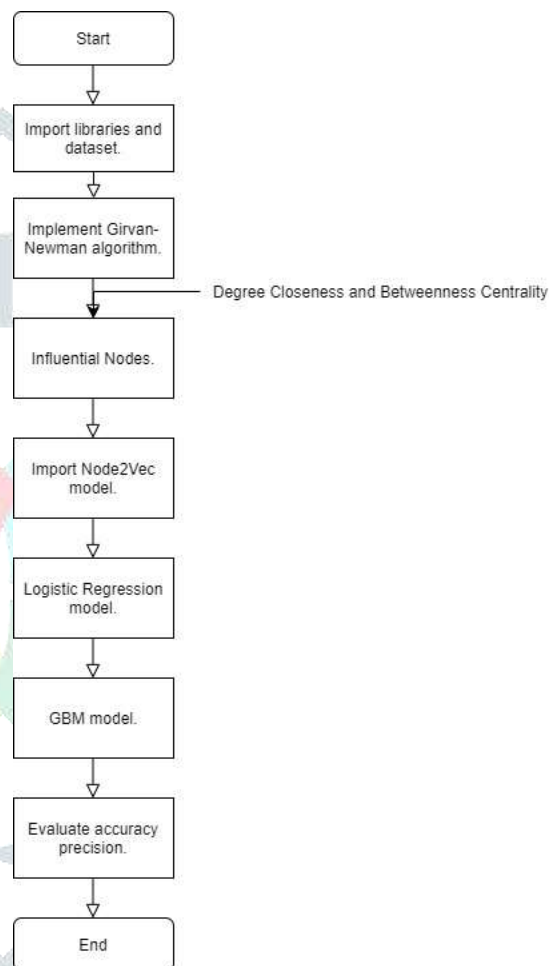 Start
Import libraries and
dataset.
Implement Girvan-
Newman algorithm.
Degree Closeness and Betweenness Centrality
Influential Nodes.
Import Node2Vec
model.
Logistic Regression
model.
GBM model.
Evaluate accuracy
precision.
End